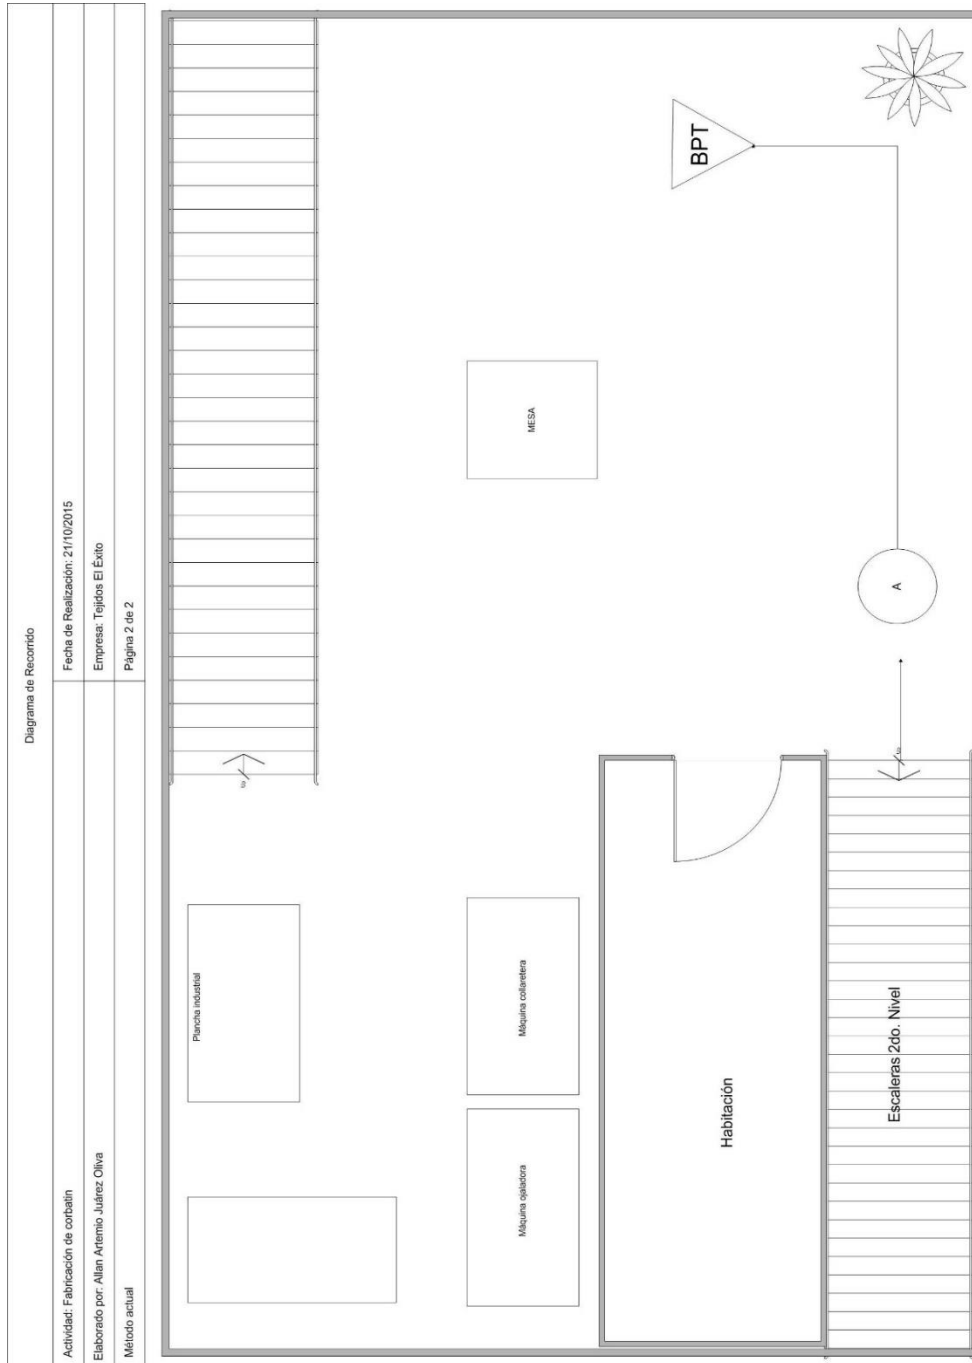 Diagrama de Recorrido
Actividad: Fabricación de corbatín
Fecha de Realización: 21/10/2015
Elaborado por: Allan Artemio Juárez Oliva
Empresa: Tejidos El Éxito
Método actual
Página 2 de 2
Plancha industrial
Máquina ojaladora
Máquina collaretera
MESA
Habitación
BPT
Escaleras 2do. Nivel
A